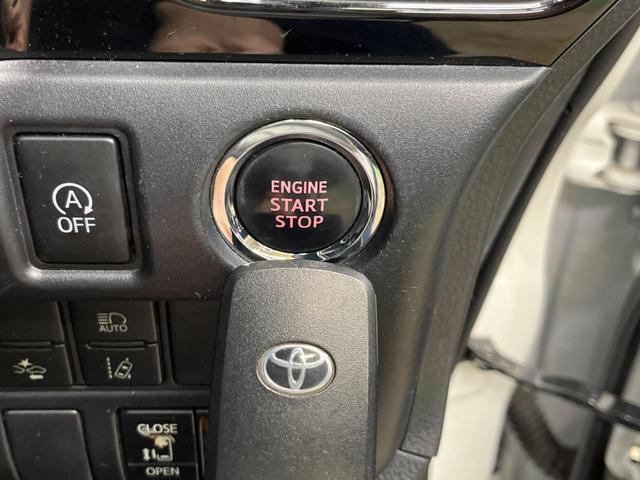 ENGINE
START
STOP
A
OFF
AUTO
CLOSE
OPEN